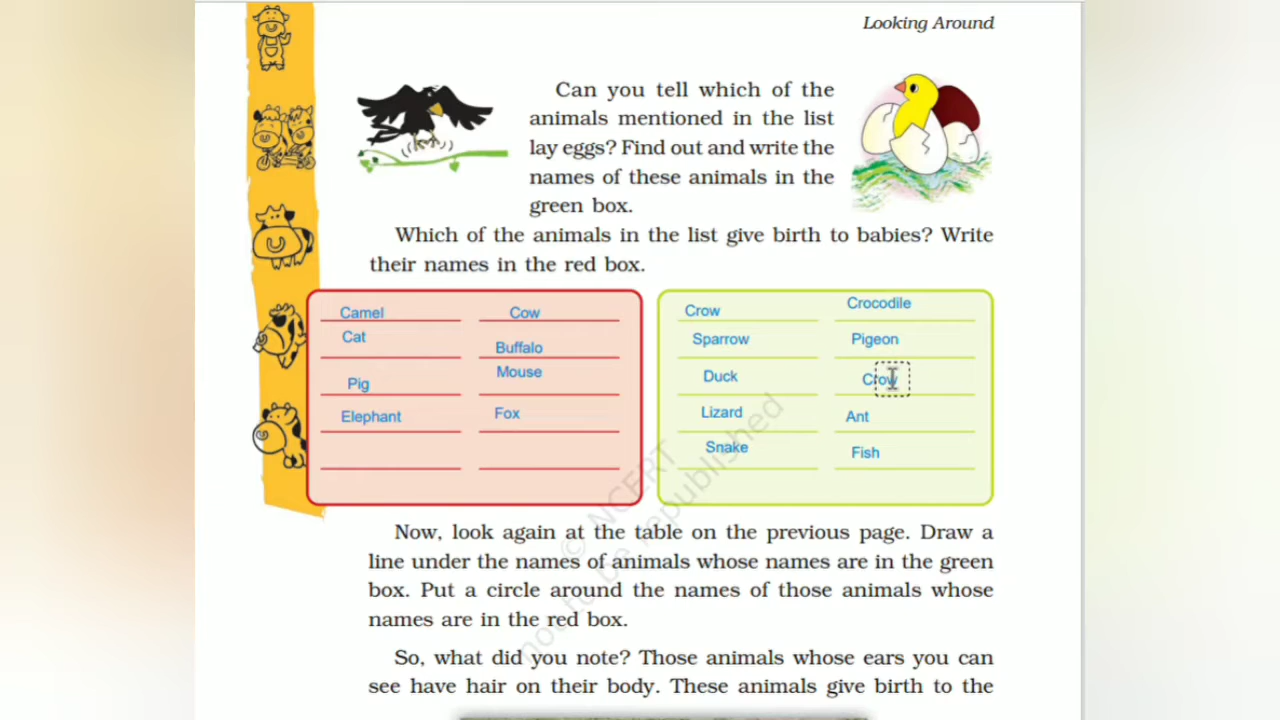 Looking Around
Can you tell which of the
animals mentioned in the list
lay eggs? Find out and write the
names of these animals in the
green box.
Which of the animals in the list give birth to babies? Write
their names in the red box.
Camel Cow
Cat
Buffalo
Mouse
Pig
Elephant Fox
Crow Crocodile
Sparrow Pigeon
Duck Crow
Lizard Ant
Snake Fish
© NCERT
not to be republished
Now, look again at the table on the previous page. Draw a
line under the names of animals whose names are in the green
box. Put a circle around the names of those animals whose
names are in the red box.
So, what did you note? Those animals whose ears you can
see have hair on their body. These animals give birth to the